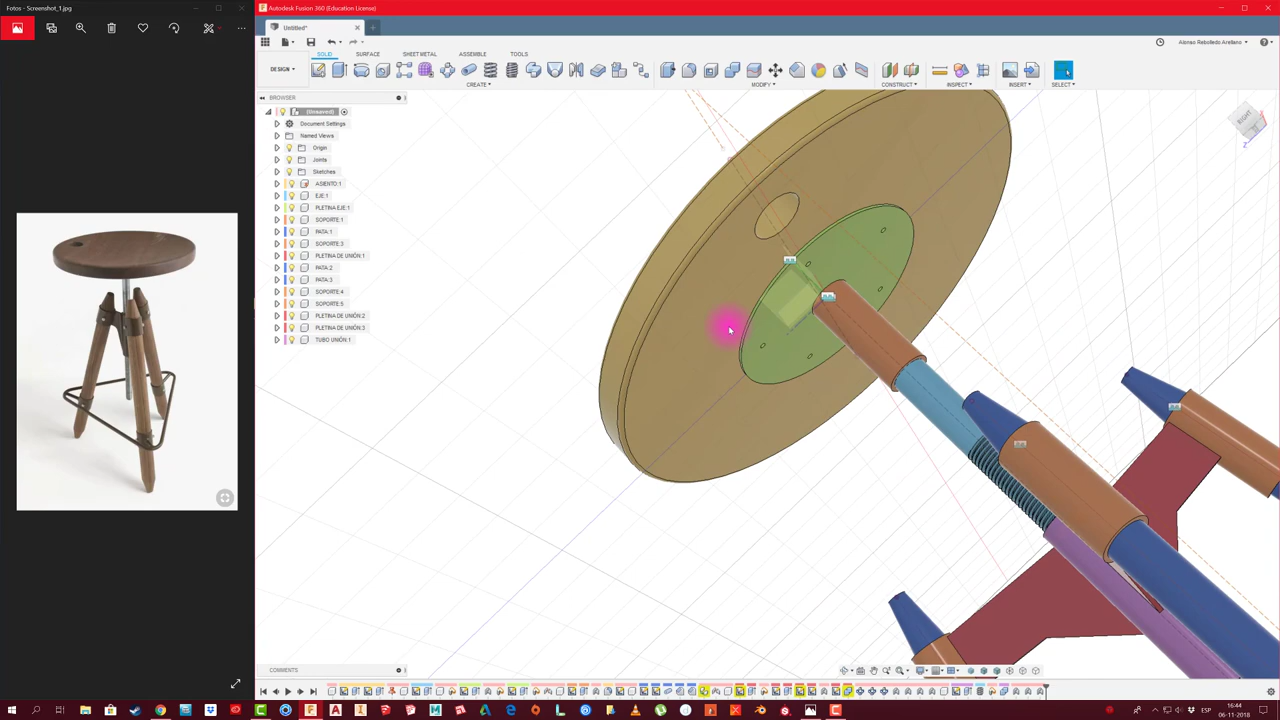 Fotos - Screenshot_1.jpg
Autodesk Fusion 360 (Education License)
Untitled*
Alonso Rebolledo Arellano
SOLID
SURFACE
SHEET METAL
ASSEMBLE
TOOLS
DESIGN
CREATE
MODIFY
CONSTRUCT
INSPECT
INSERT
SELECT
BROWSER
(Unsaved)
Document Settings
Named Views
Origin
Joints
Sketches
ASIENTO:1
EJE:1
PLETINA EJE:1
SOPORTE:1
PATA:1
SOPORTE:3
PLETINA DE UNIÓN:1
PATA:2
PATA:3
SOPORTE:4
SOPORTE:5
PLETINA DE UNIÓN:2
PLETINA DE UNIÓN:3
TUBO UNIÓN:1
RIGHT
Z
COMMENTS
ESP
16:44
06-11-2018